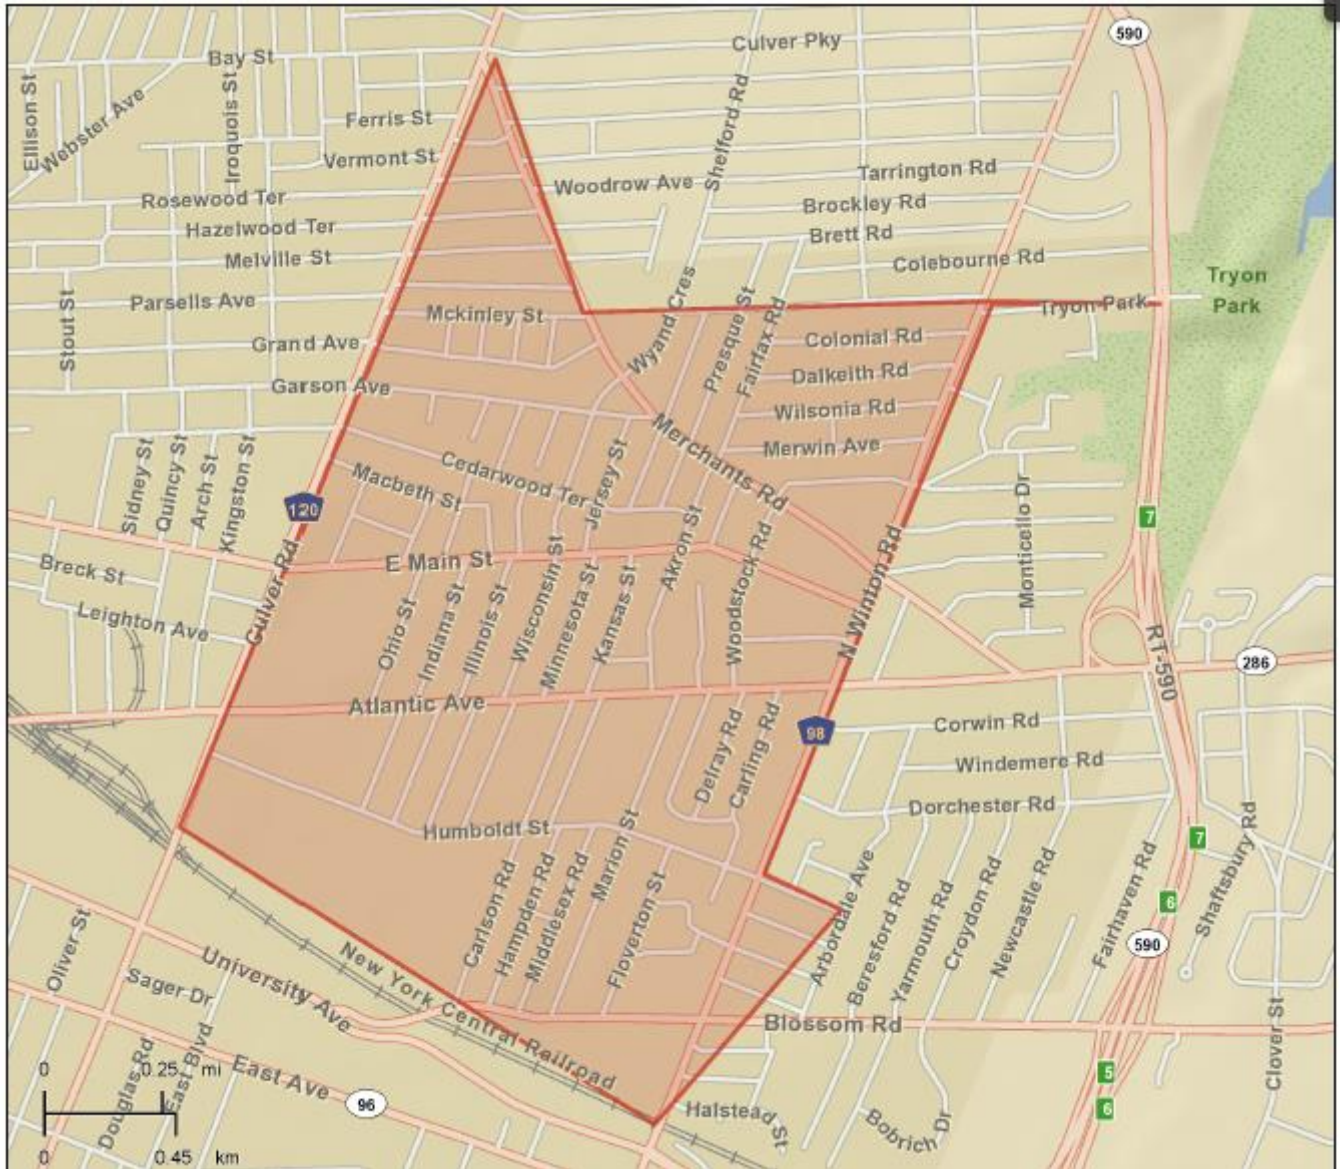 590
Culver Pky
Bay St
Ellison St
Webster Ave
Iroquois St
Ferris St
Vermont St
Shelford Rd
Tarrington Rd
Woodrow Ave
Rosewood Ter
Brockley Rd
Hazelwood Ter
Brett Rd
Melville St
Colebourne Rd
Tryon
Park
Parsells Ave
Stout St
Mckinley St
Wyand Cres
Presque St
Fairfax Rd
Tryon Park
Grand Ave
Colonial Rd
Garson Ave
Dalkeith Rd
Wilsonia Rd
Merchants Rd
Merwin Ave
Sidney St
Quincy St
Arch St
Kingston St
Cedarwood Ter
Jersey St
Macbeth St
120
7
Akron St
Woodstock Rd
Monticello Dr
E Main St
Breck St
Culver Rd
N Winton Rd
Leighton Ave
Ohio St
Indiana St
Illinois St
Wisconsin St
Minnesota St
Kansas St
RT-590
286
Atlantic Ave
98
Corwin Rd
Delray Rd
Carling Rd
Windemere Rd
Dorchester Rd
Humboldt St
7
Marion St
Shaftsbury Rd
Carlson Rd
Hampden Rd
Middlesex Rd
Floverton St
Arbordale Ave
Beresford Rd
Yarmouth Rd
Croydon Rd
Newcastle Rd
Fairhaven Rd
6
590
Oliver St
University Ave
New York Central Railroad
Sager Dr
Blossom Rd
Clover St
East Blvd
Douglas Rd
East Ave
96
5
6
Halstead St
Bobrich Dr
0 0.25 mi
0 0.45 km